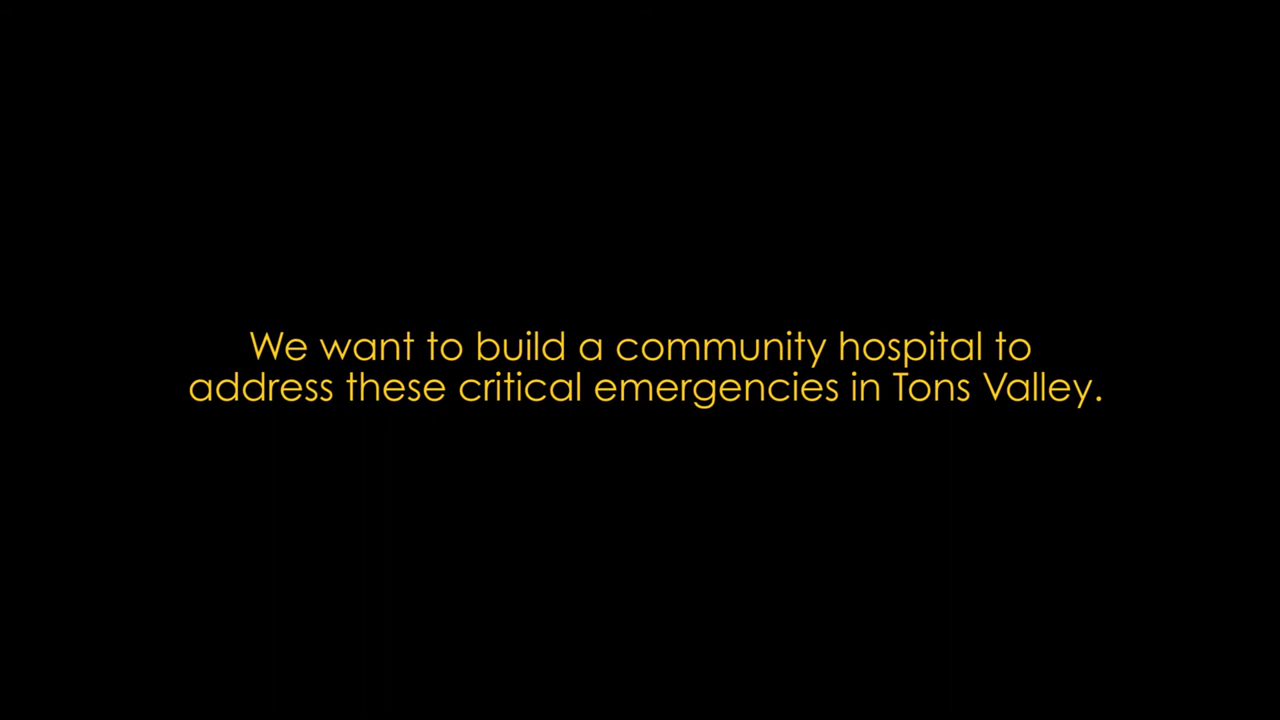 We want to build a community hospital to
address these critical emergencies in Tons Valley.